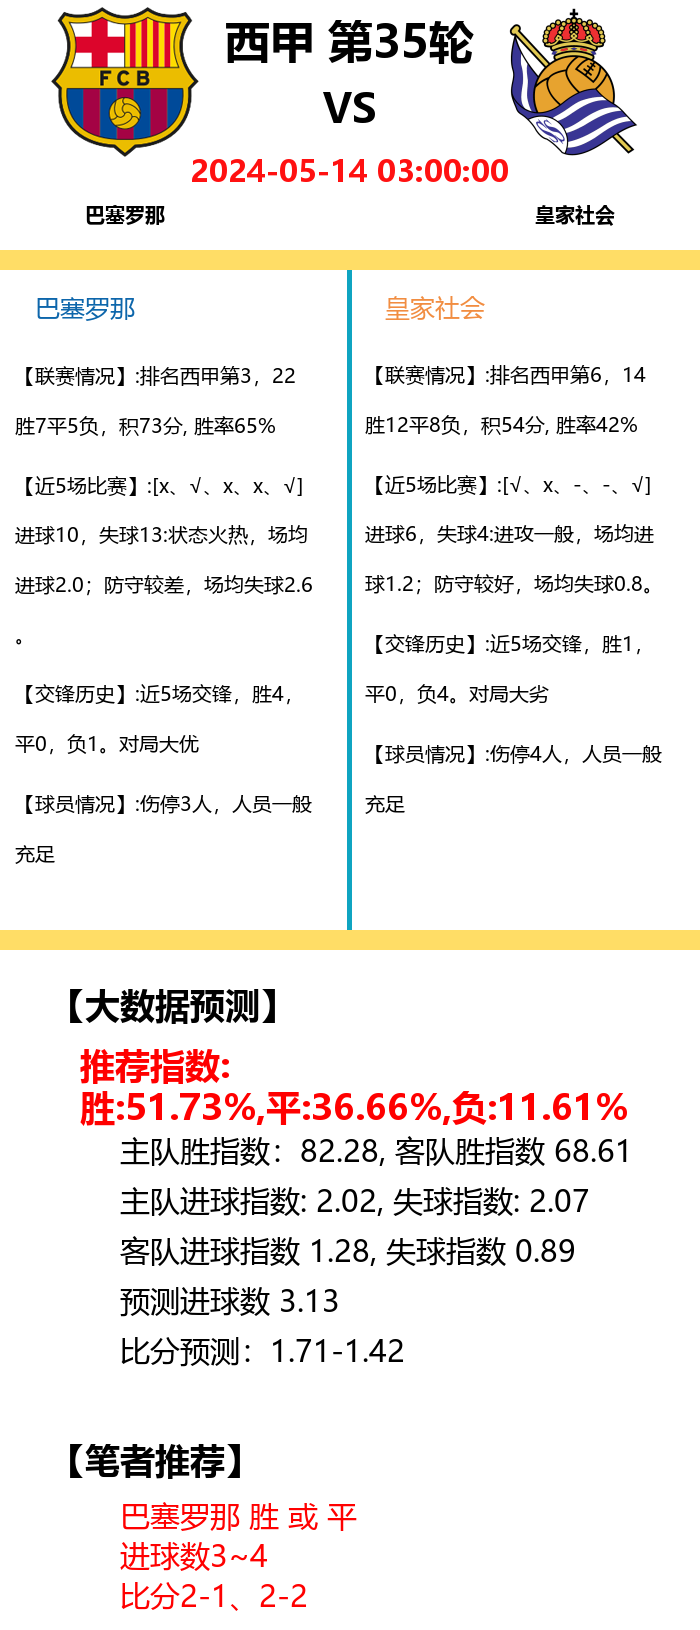 FCB
西甲 第35轮
VS
2024-05-14 03:00:00
巴塞罗那
皇家社会
巴塞罗那
【联赛情况】:排名西甲第3，22
胜7平5负，积73分, 胜率65%
【近5场比赛】:[x、√、x、x、√]
进球10，失球13:状态火热，场均
进球2.0；防守较差，场均失球2.6
。
【交锋历史】:近5场交锋，胜4，
平0，负1。对局大优
【球员情况】:伤停3人，人员一般
充足
皇家社会
【联赛情况】:排名西甲第6，14
胜12平8负，积54分, 胜率42%
【近5场比赛】:[√、x、-、-、√]
进球6，失球4:进攻一般，场均进
球1.2；防守较好，场均失球0.8。
【交锋历史】:近5场交锋，胜1，
平0，负4。对局大劣
【球员情况】:伤停4人，人员一般
充足
【大数据预测】
推荐指数:
胜:51.73%,平:36.66%,负:11.61%
主队胜指数：82.28, 客队胜指数 68.61
主队进球指数: 2.02, 失球指数: 2.07
客队进球指数 1.28, 失球指数 0.89
预测进球数 3.13
比分预测：1.71-1.42
【笔者推荐】
巴塞罗那 胜 或 平
进球数3~4
比分2-1、2-2